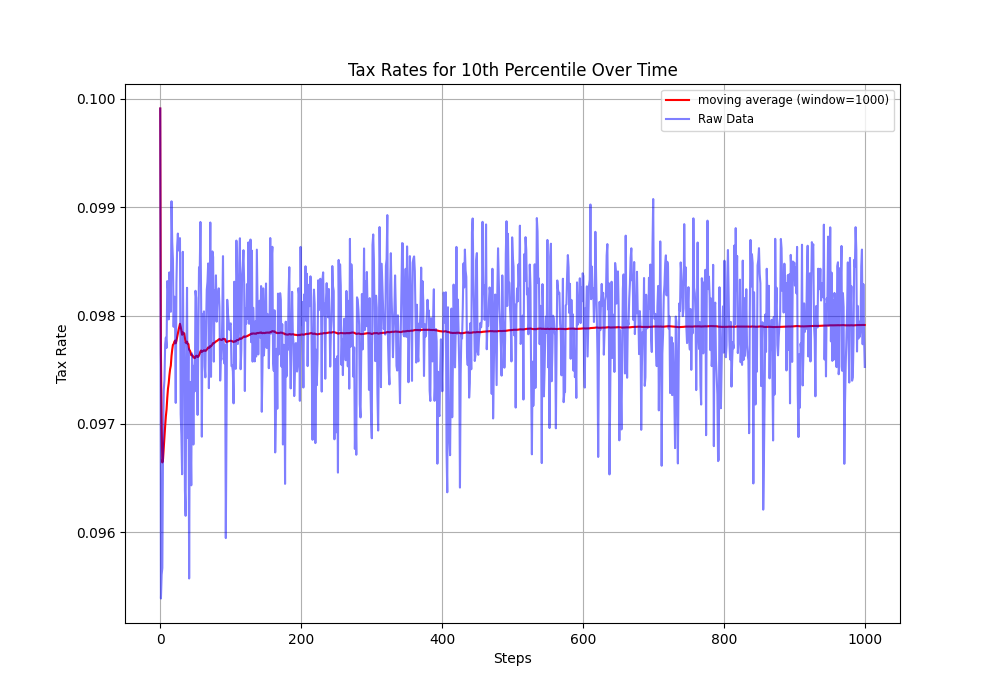 Tax Rates for 10th Percentile Over Time
moving average (window=1000)
Raw Data
0.100
0.099
0.098
0.097
0.096
Tax Rate
0
200
400
600
800
1000
Steps